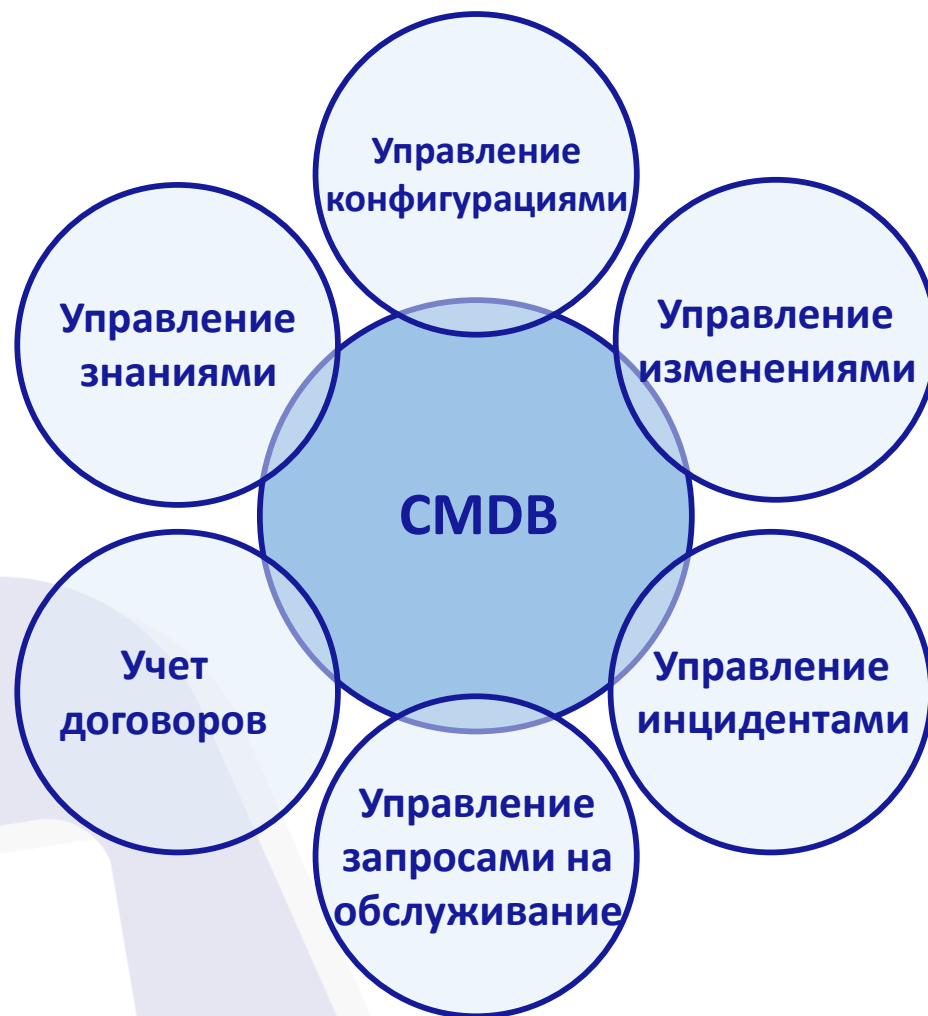 Управление
конфигурациями
Управление
знаниями
Управление
изменениями
CMDB
Учет
договоров
Управление
инцидентами
Управление
запросами на
обслуживание